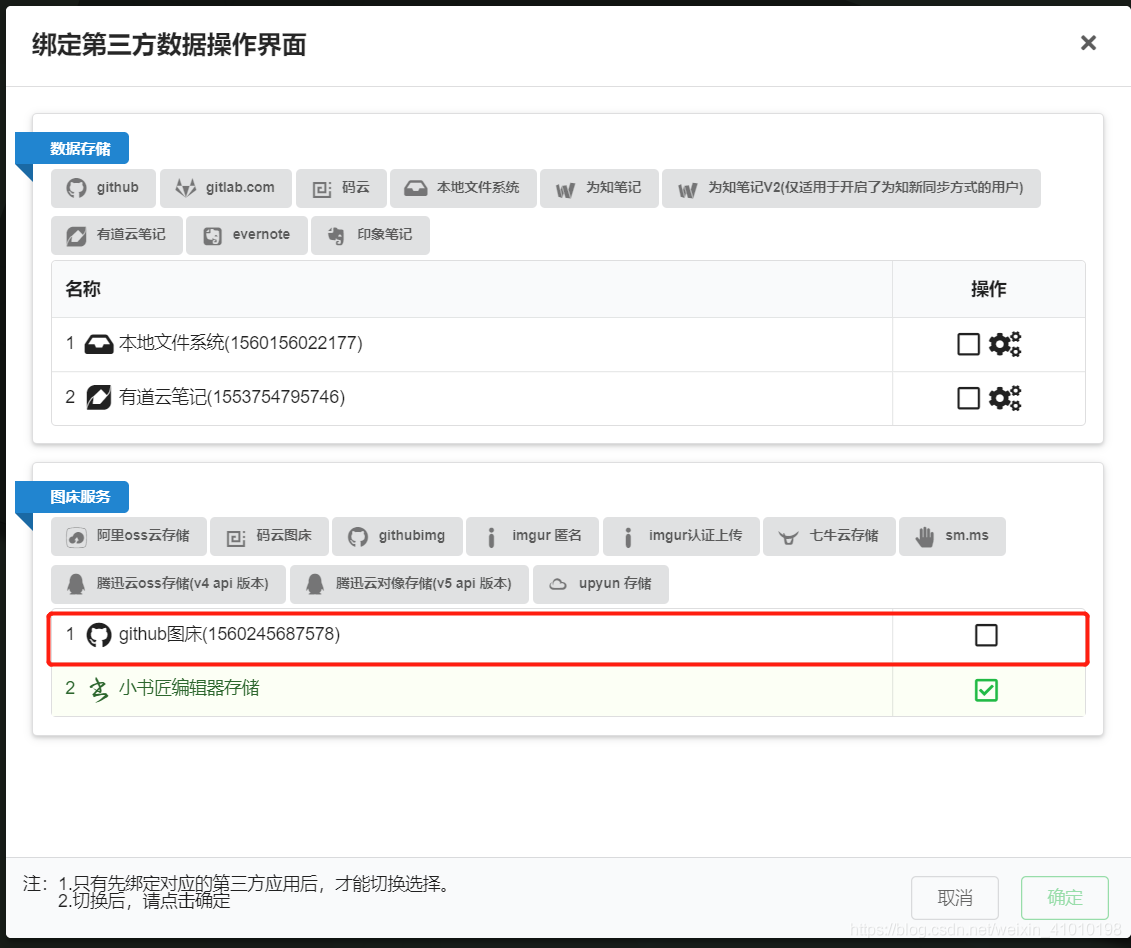 绑定第三方数据操作界面
数据存储
github gitlab.com 码云 本地文件系统 为知笔记 为知笔记V2(仅适用于开启了为知新同步方式的用户)
有道云笔记 evernote 印象笔记
名称 操作
1 本地文件系统(1560156022177)
2 有道云笔记(1553754795746)
图床服务
阿里oss云存储 码云图床 githubimg imgur 匿名 imgur认证上传 七牛云存储 sm.ms
腾迅云oss存储(v4 api 版本) 腾迅云对像存储(v5 api 版本) upyun 存储
1 github图床(1560245687578)
2 小书匠编辑器存储
注：1.只有先绑定对应的第三方应用后，才能切换选择。
2.切换后，请点击确定
取消 确定
https://blog.csdn.net/weixin_41010198